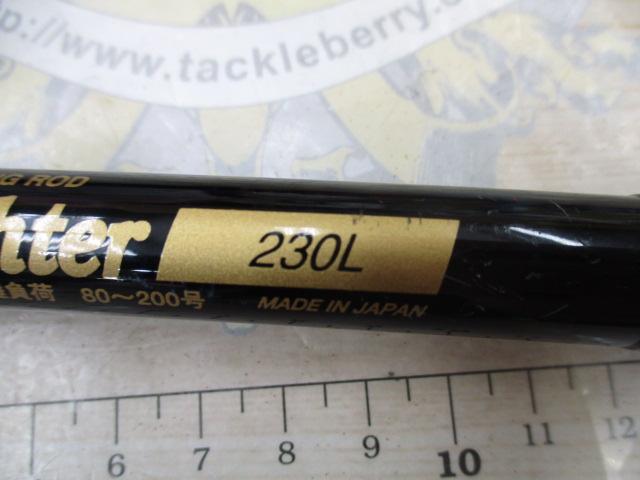 http://www.tackleberry.co
G ROD
hter
230L
負荷 80～200号
MADE IN JAPAN
6 7 8 9 10 11 12